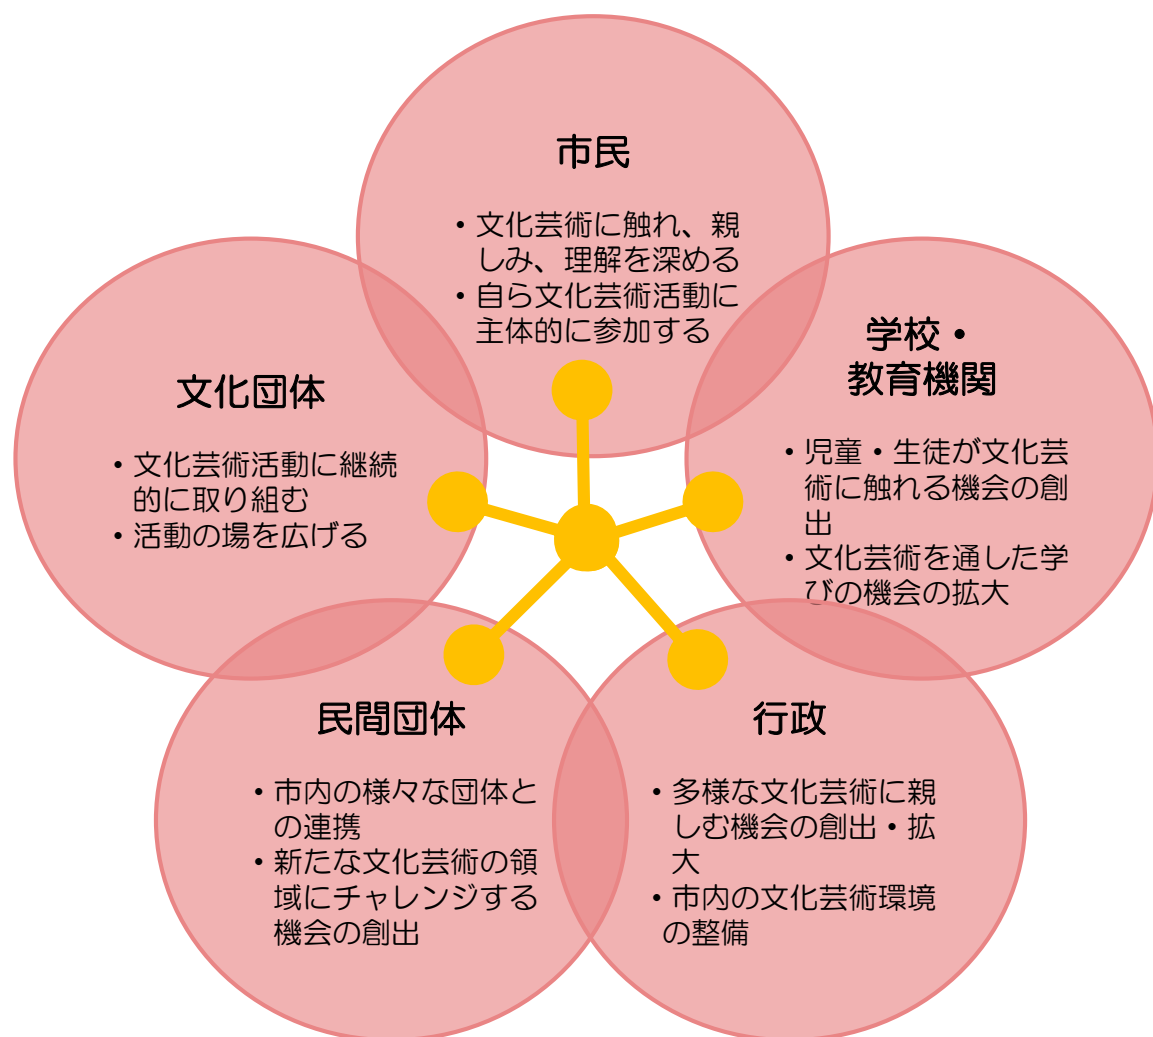 市民
・文化芸術に触れ、親
しみ、理解を深める
・自ら文化芸術活動に
主体的に参加する
文化団体
・文化芸術活動に継続
的に取り組む
・活動の場を広げる
学校・
教育機関
・児童・生徒が文化芸
術に触れる機会の創
出
・文化芸術を通した学
びの機会の拡大
民間団体
・市内の様々な団体と
の連携
・新たな文化芸術の領
域にチャレンジする
機会の創出
行政
・多様な文化芸術に親
しむ機会の創出・拡
大
・市内の文化芸術環境
の整備